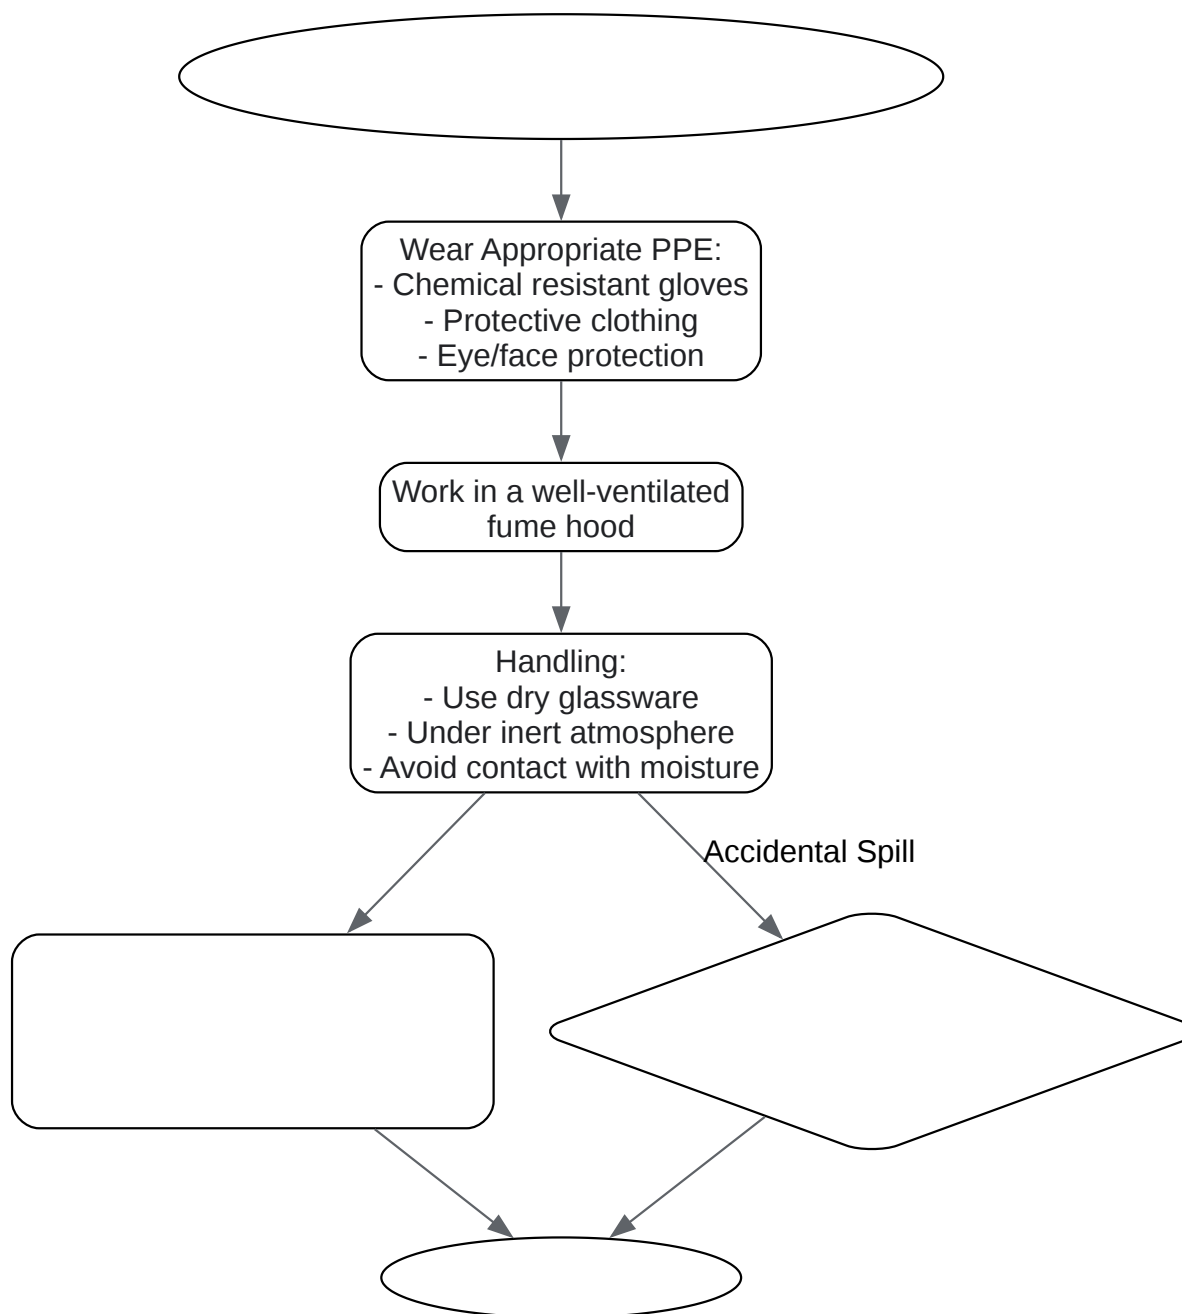 Wear Appropriate PPE:
- Chemical resistant gloves
- Protective clothing
- Eye/face protection
Work in a well-ventilated
fume hood
Handling:
- Use dry glassware
- Under inert atmosphere
- Avoid contact with moisture
Accidental Spill